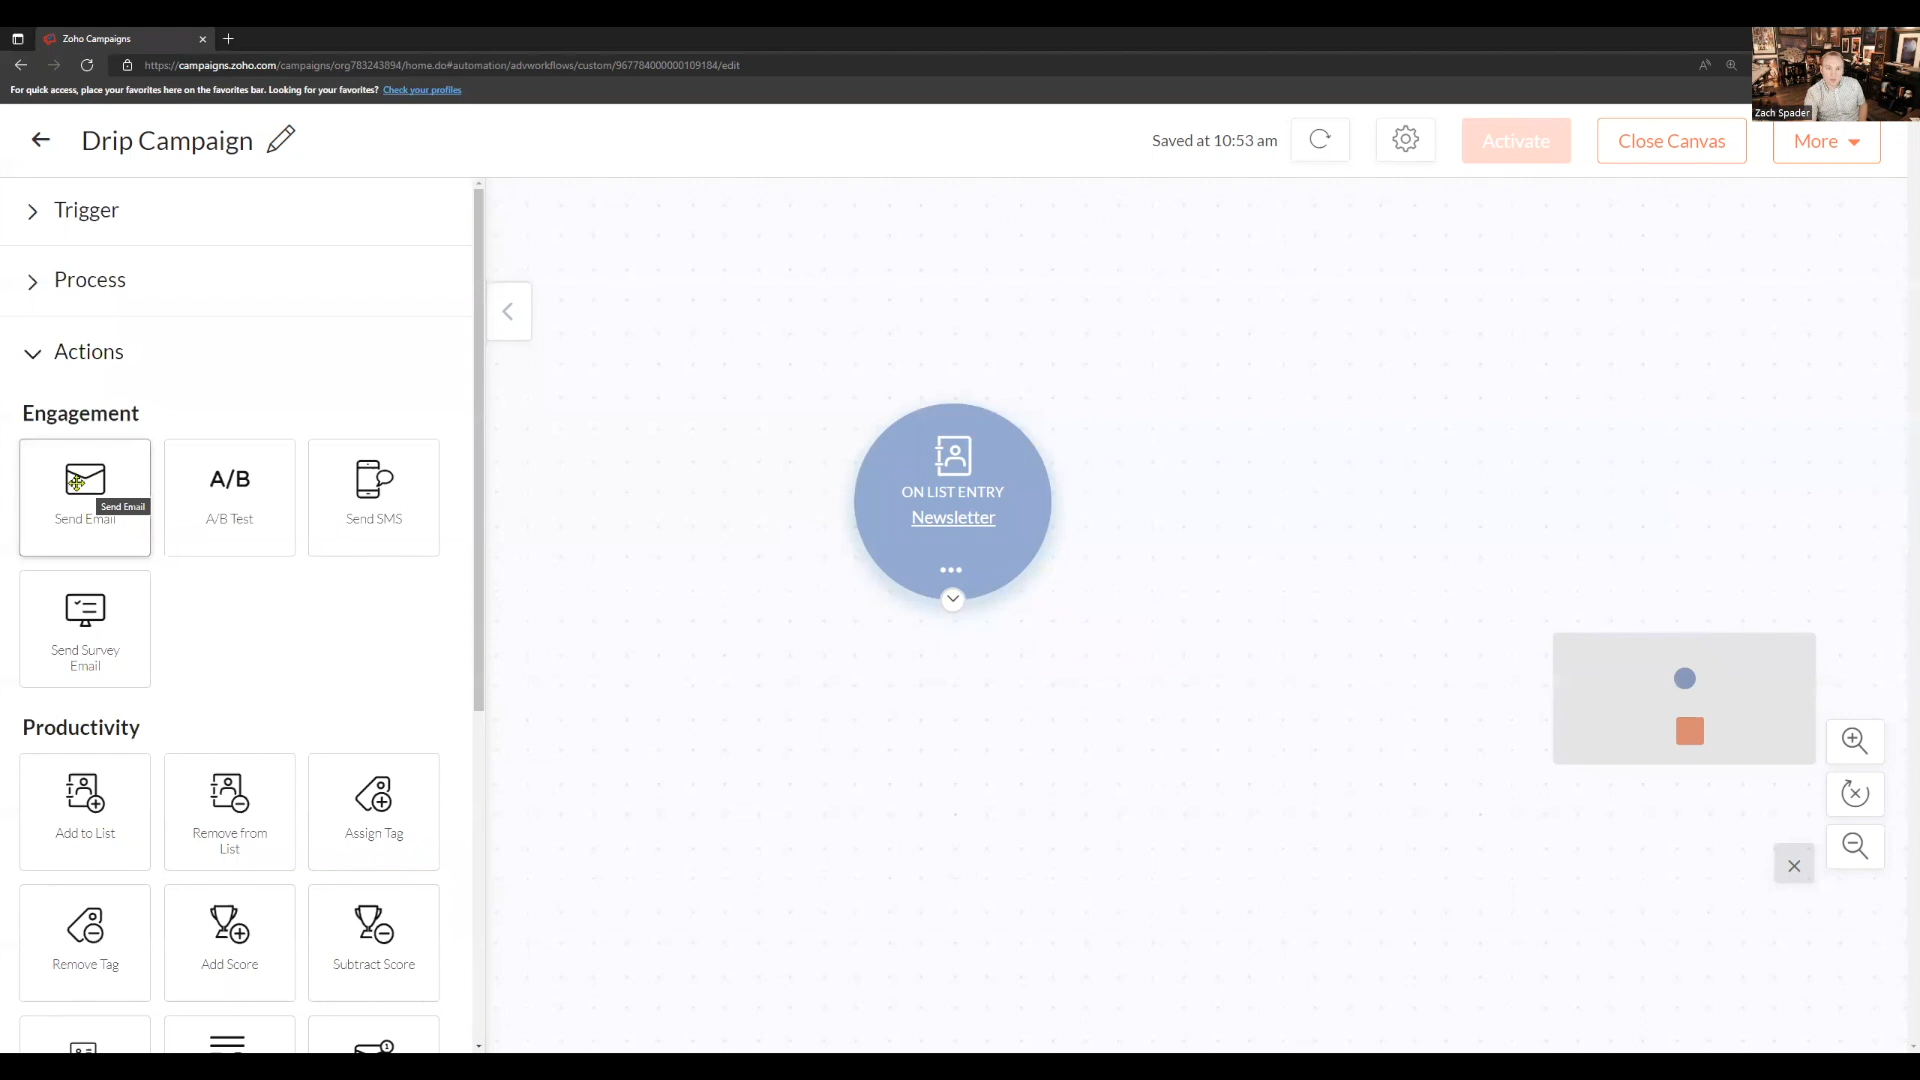 Zoho Campaigns
https://campaigns.zoho.com/campaigns/org783243894/home.do#automation/advworkflows/custom/967784000000109184/edit
For quick access, place your favorites here on the favorites bar. Looking for your favorites? Check your profiles
Zach Spader
Drip Campaign
Saved at 10:53 am
Activate
Close Canvas
More
Trigger
Process
Actions
Engagement
Send Email
Send Email
A/B
A/B Test
Send SMS
Send Survey
Email
Productivity
Add to List
Remove from
List
Assign Tag
Remove Tag
Add Score
Subtract Score
ON LIST ENTRY
Newsletter